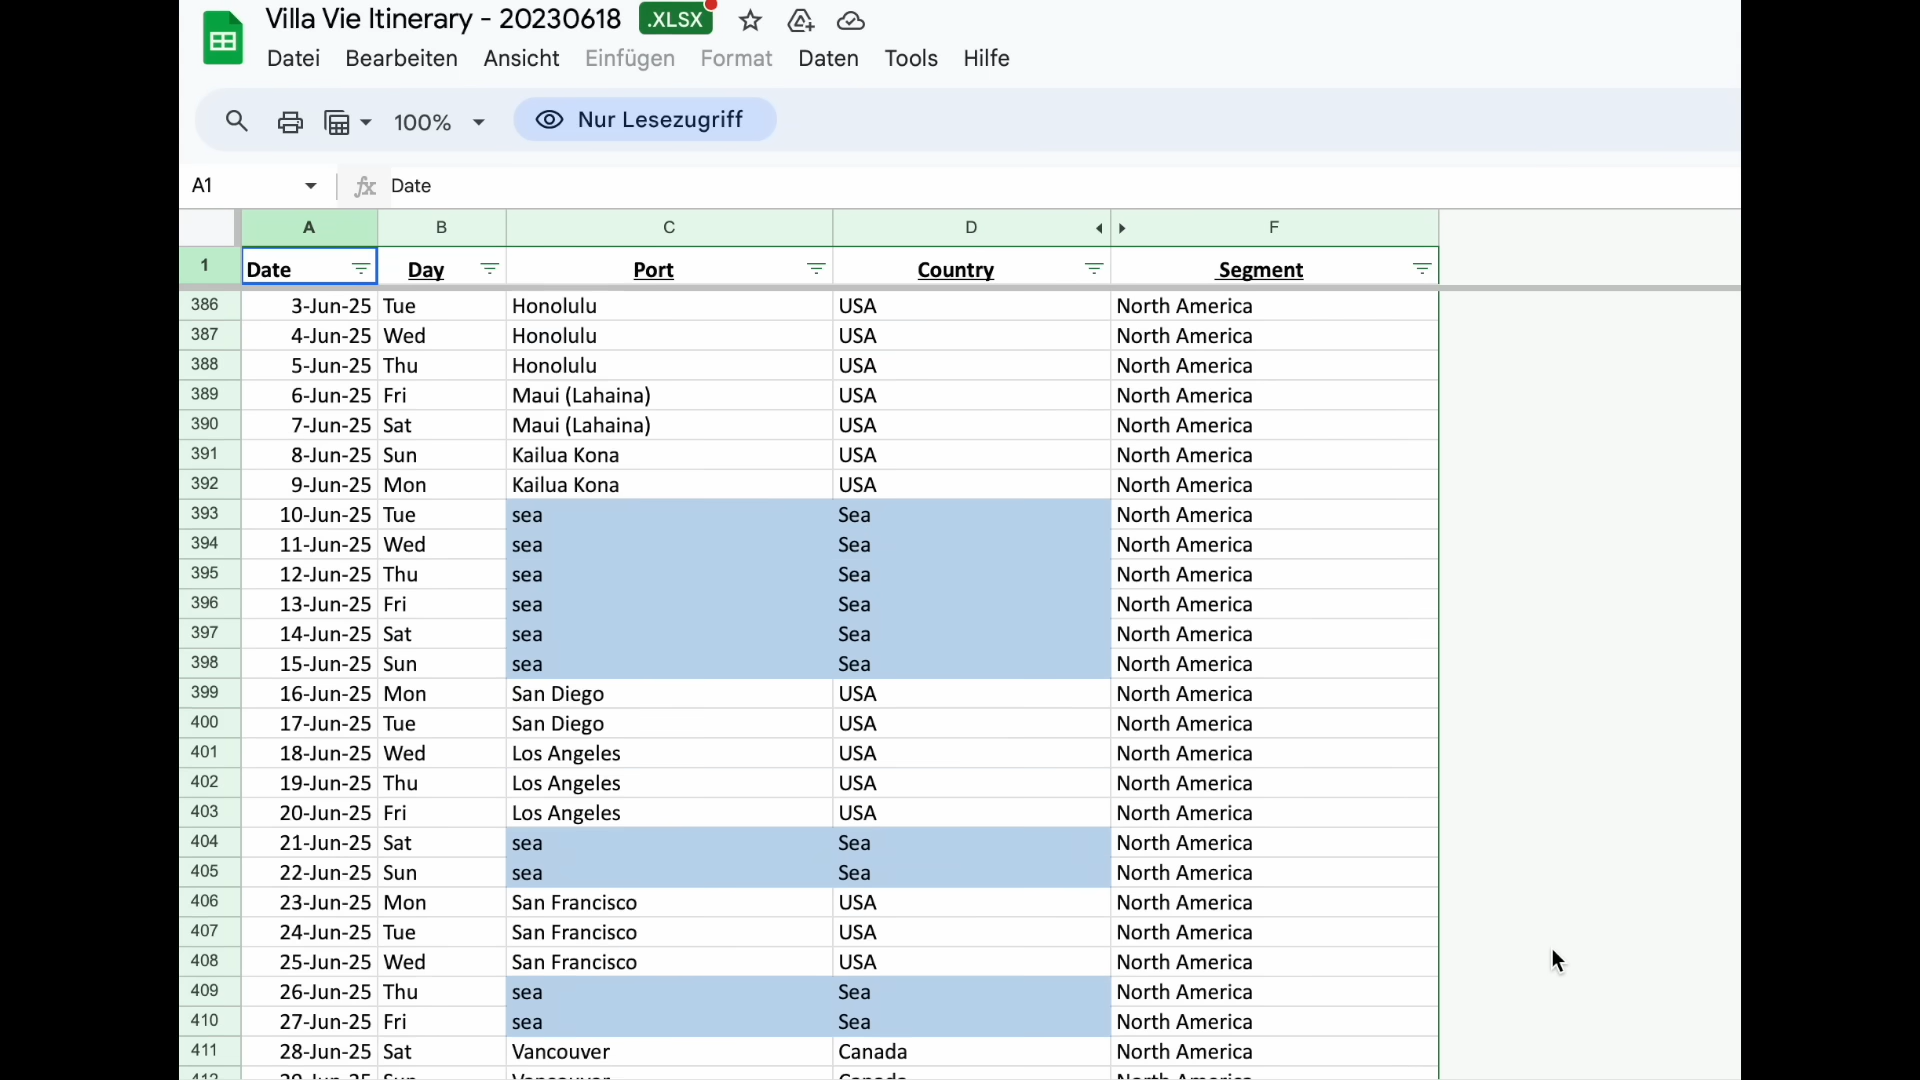 Villa Vie Itinerary - 20230618 .XLSX
Datei Bearbeiten Ansicht Einfügen Format Daten Tools Hilfe
100% Nur Lesezugriff
A1 fx Date
A B C D F
1 Date Day Port Country Segment
386 3-Jun-25 Tue Honolulu USA North America
387 4-Jun-25 Wed Honolulu USA North America
388 5-Jun-25 Thu Honolulu USA North America
389 6-Jun-25 Fri Maui (Lahaina) USA North America
390 7-Jun-25 Sat Maui (Lahaina) USA North America
391 8-Jun-25 Sun Kailua Kona USA North America
392 9-Jun-25 Mon Kailua Kona USA North America
393 10-Jun-25 Tue sea Sea North America
394 11-Jun-25 Wed sea Sea North America
395 12-Jun-25 Thu sea Sea North America
396 13-Jun-25 Fri sea Sea North America
397 14-Jun-25 Sat sea Sea North America
398 15-Jun-25 Sun sea Sea North America
399 16-Jun-25 Mon San Diego USA North America
400 17-Jun-25 Tue San Diego USA North America
401 18-Jun-25 Wed Los Angeles USA North America
402 19-Jun-25 Thu Los Angeles USA North America
403 20-Jun-25 Fri Los Angeles USA North America
404 21-Jun-25 Sat sea Sea North America
405 22-Jun-25 Sun sea Sea North America
406 23-Jun-25 Mon San Francisco USA North America
407 24-Jun-25 Tue San Francisco USA North America
408 25-Jun-25 Wed San Francisco USA North America
409 26-Jun-25 Thu sea Sea North America
410 27-Jun-25 Fri sea Sea North America
411 28-Jun-25 Sat Vancouver Canada North America